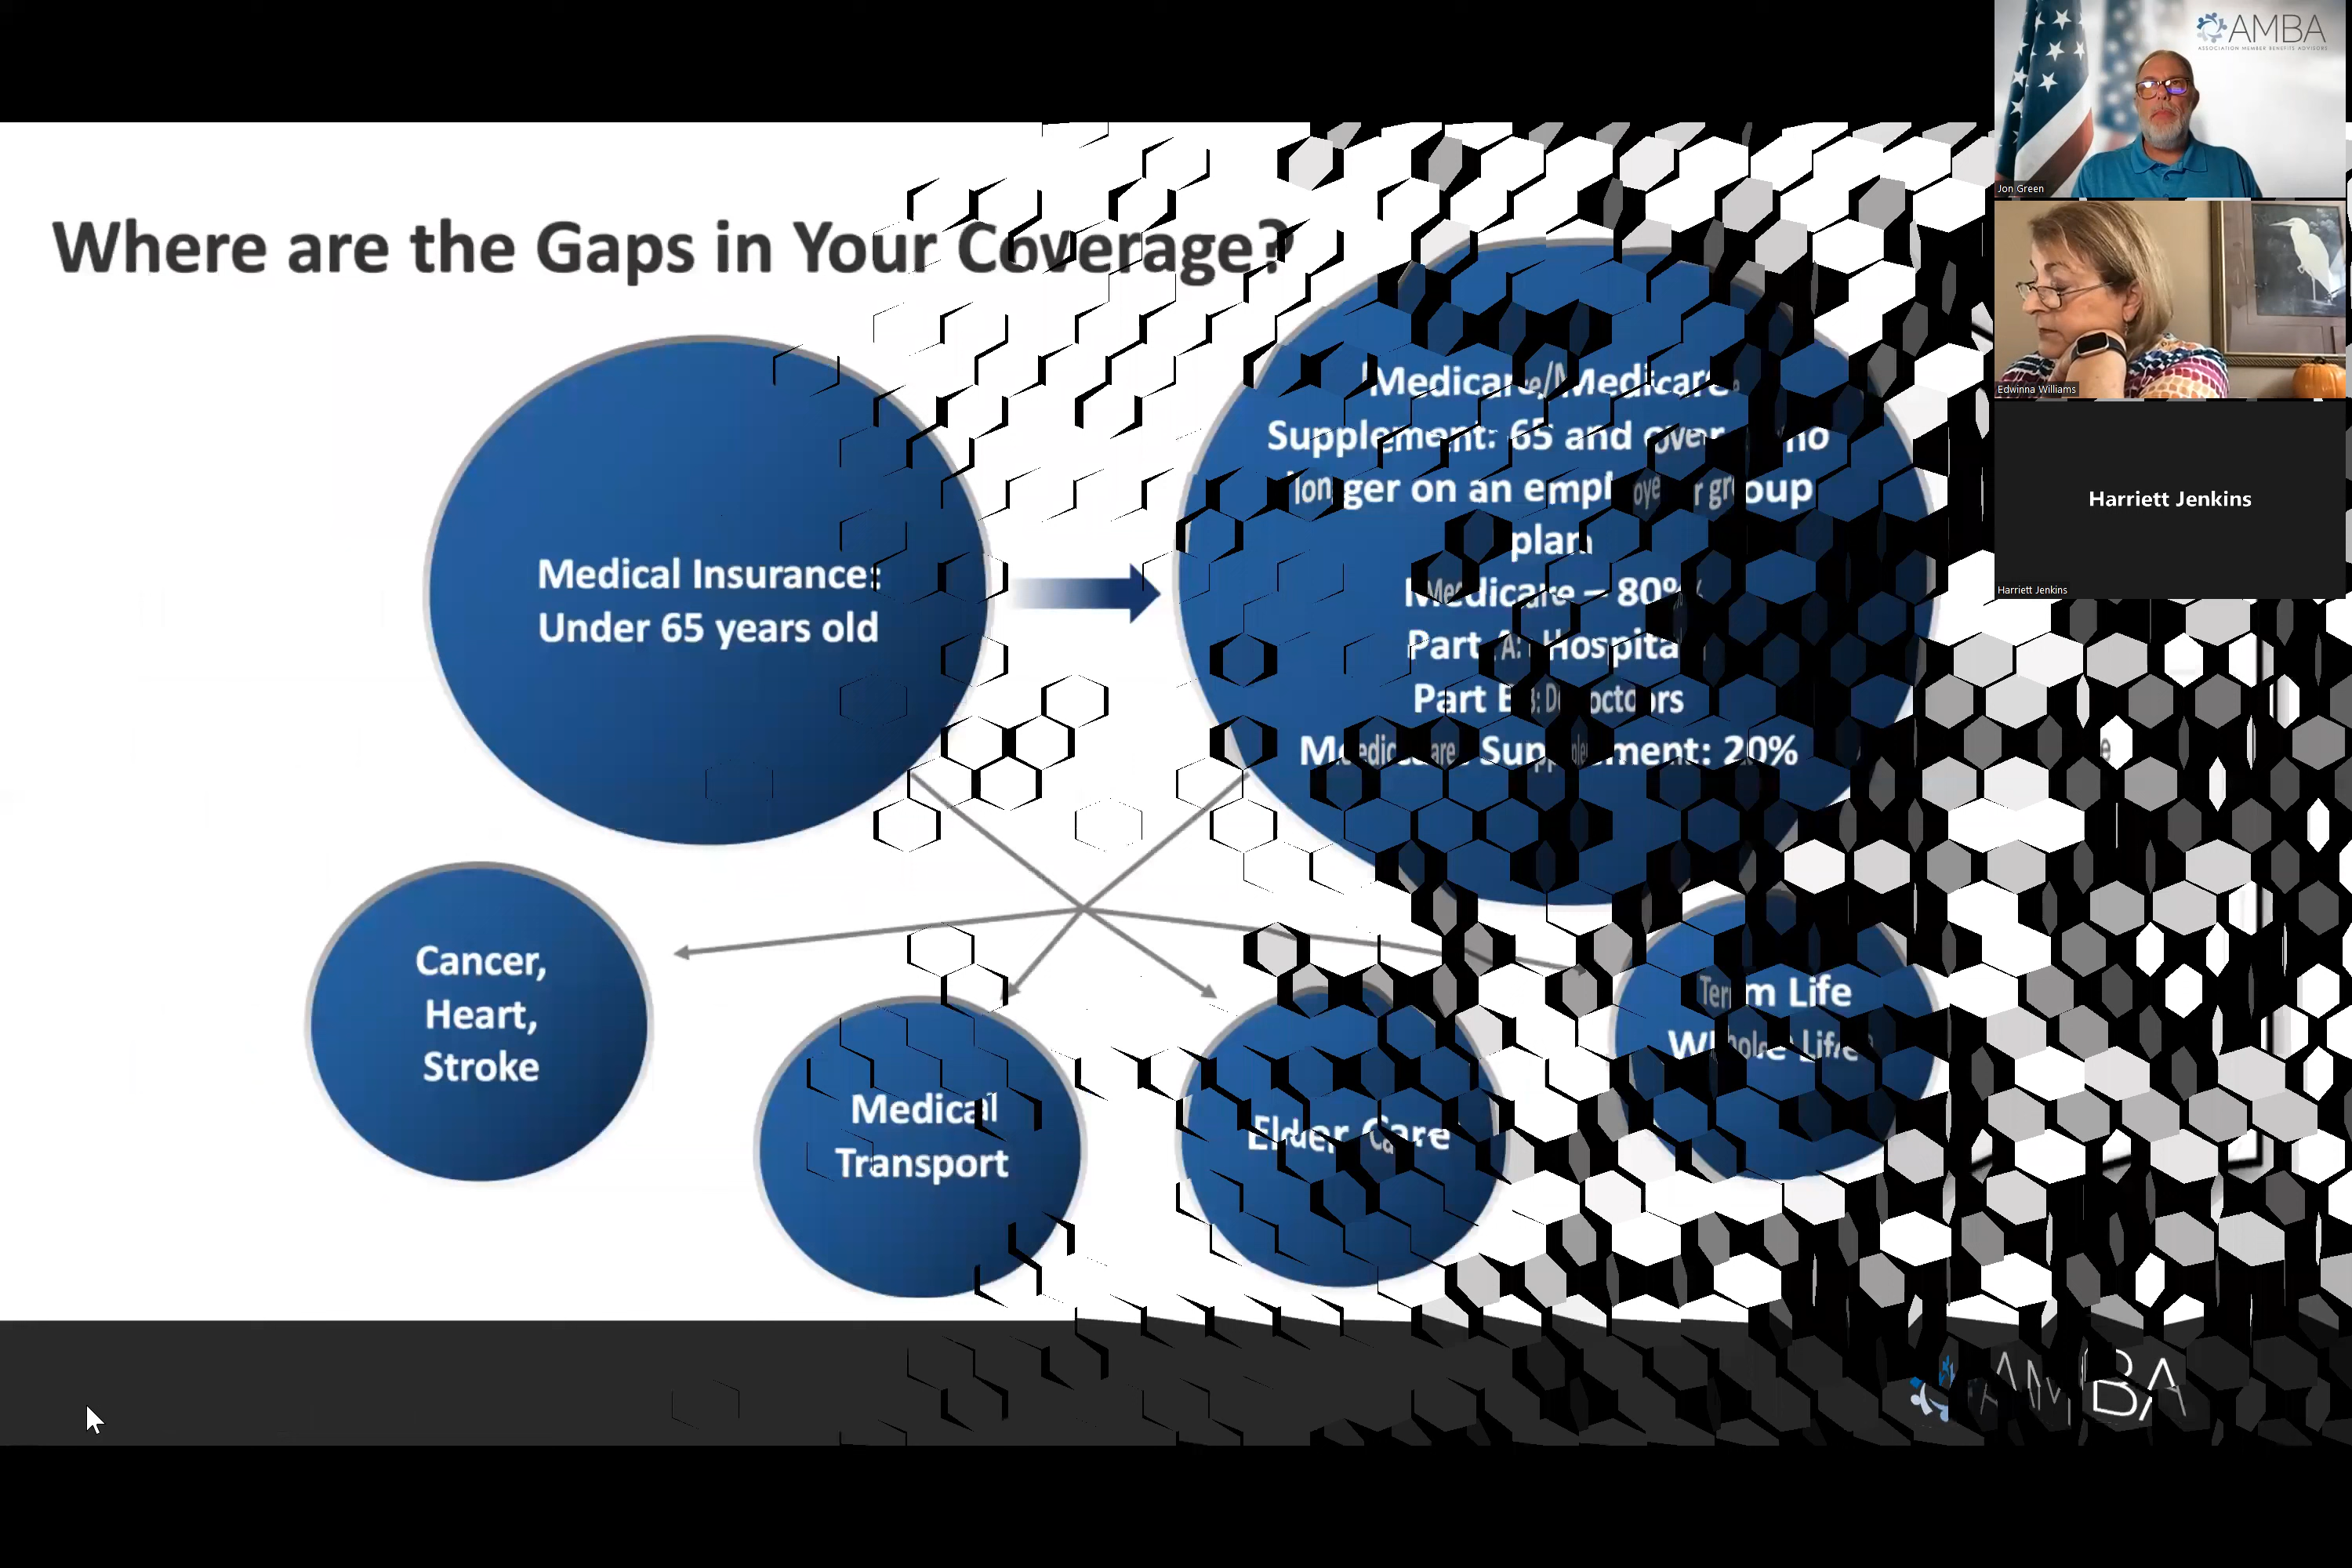 Where are the Gaps in Your Coverage?
Medical Insurance:
Under 65 years old
Medicare/Medicare
Supplement: 65 and over no
longer on an employer group
plan
Medicare – 80%
Part A: Hospital
Part B: Doctors
Medicare Supplement: 20%
Cancer,
Heart,
Stroke
Medical
Transport
Elder Care
Term Life
Whole Life
AMBA
AMBA
ASSOCIATION MEMBER BENEFITS ADVISORS
Jon Green
Edwinna Williams
Harriett Jenkins
Harriett Jenkins